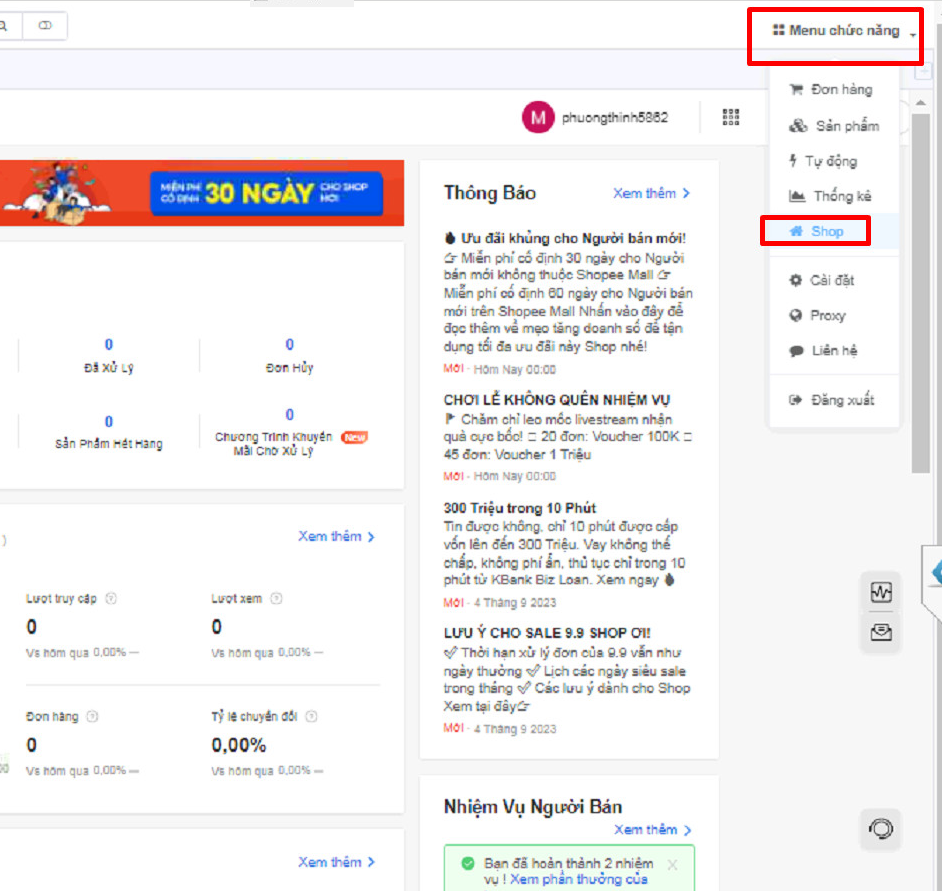 Menu chức năng
Đơn hàng
Sản phẩm
Tự động
Thống kê
Shop
Cài đặt
Proxy
Liên hệ
Đăng xuất
M phuongthinh5862
MIỄN PHÍ
CỐ ĐỊNH
30 NGÀY
CHO SHOP
MỚI
0
Đã Xử Lý
0
Đơn Hủy
0
Sản Phẩm Hết Hàng
0
Chương Trình Khuyến
Mãi Chờ Xử Lý
New
Xem thêm
Lượt truy cập
0
Vs hôm qua 0,00% —
Lượt xem
0
Vs hôm qua 0,00% —
Đơn hàng
0
Vs hôm qua 0,00% —
Tỷ lệ chuyển đổi
0,00%
Vs hôm qua 0,00% —
Xem thêm
Thông Báo
Xem thêm
Ưu đãi khủng cho Người bán mới!
Miễn phí cố định 30 ngày cho Người
bán mới không thuộc Shopee Mall
Miễn phí cố định 60 ngày cho Người bán
mới trên Shopee Mall Nhấn vào đây để
đọc thêm về mẹo tăng doanh số để tận
dụng tối đa ưu đãi này Shop nhé!
Mới · Hôm Nay 00:00
CHƠI LỄ KHÔNG QUÊN NHIỆM VỤ
Chăm chỉ leo mốc livestream nhận
quà cực bốc! □ 20 đơn: Voucher 100K □
45 đơn: Voucher 1 Triệu
Mới · Hôm Nay 00:00
300 Triệu trong 10 Phút
Tin được không, chỉ 10 phút được cấp
vốn lên đến 300 Triệu. Vay không thế
chấp, không phí ẩn, thủ tục chỉ trong 10
phút từ KBank Biz Loan. Xem ngay
Mới · 4 Tháng 9 2023
LƯU Ý CHO SALE 9.9 SHOP ƠI!
Thời hạn xử lý đơn của 9.9 vẫn như
ngày thường Lịch các ngày siêu sale
trong tháng Các lưu ý dành cho Shop
Xem tại đây
Mới · 4 Tháng 9 2023
Nhiệm Vụ Người Bán
Xem thêm
Bạn đã hoàn thành 2 nhiệm
vụ ! Xem phần thưởng của